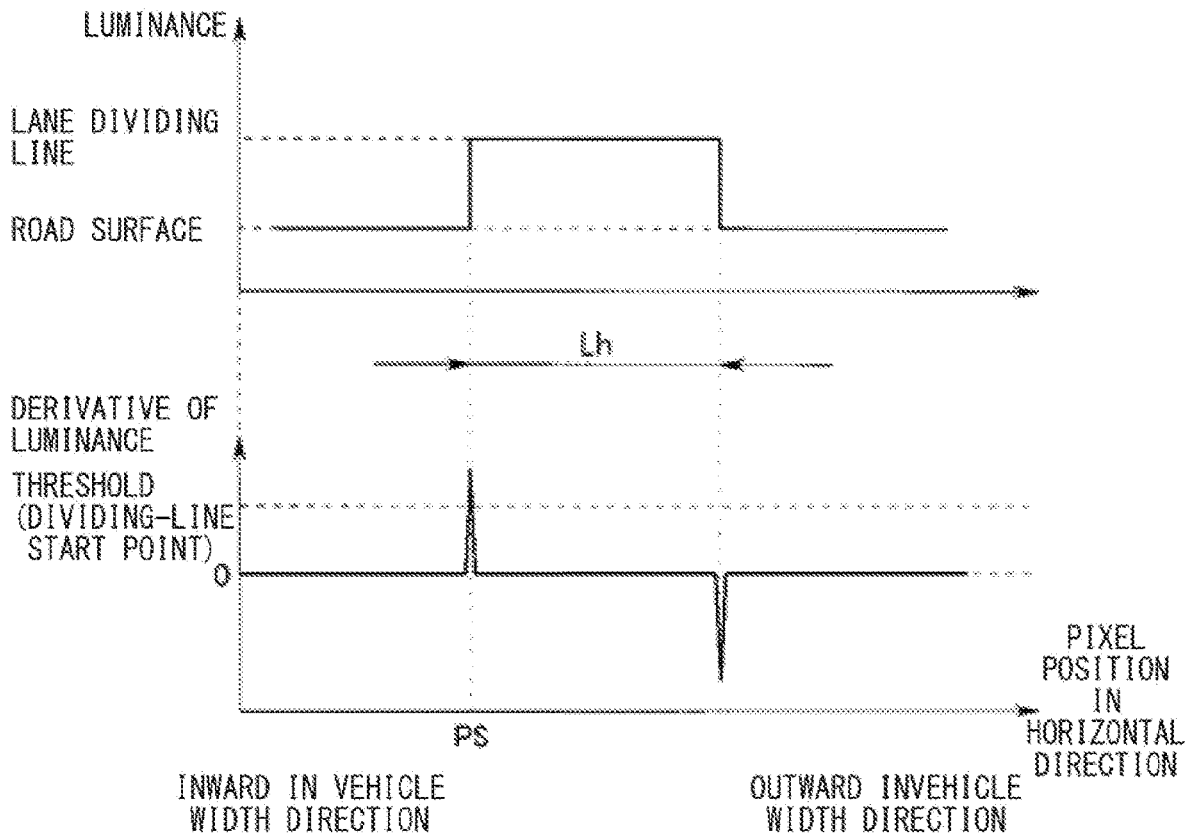 LUMINANCE
LANE DIVIDING
LINE
ROAD SURFACE
Lh
DERIVATIVE OF
LUMINANCE
THRESHOLD
(DIVIDING-LINE
START POINT)
0
PIXEL
POSITION
IN
HORIZONTAL
DIRECTION
PS
INWARD IN VEHICLE
WIDTH DIRECTION
OUTWARD INVEHICLE
WIDTH DIRECTION